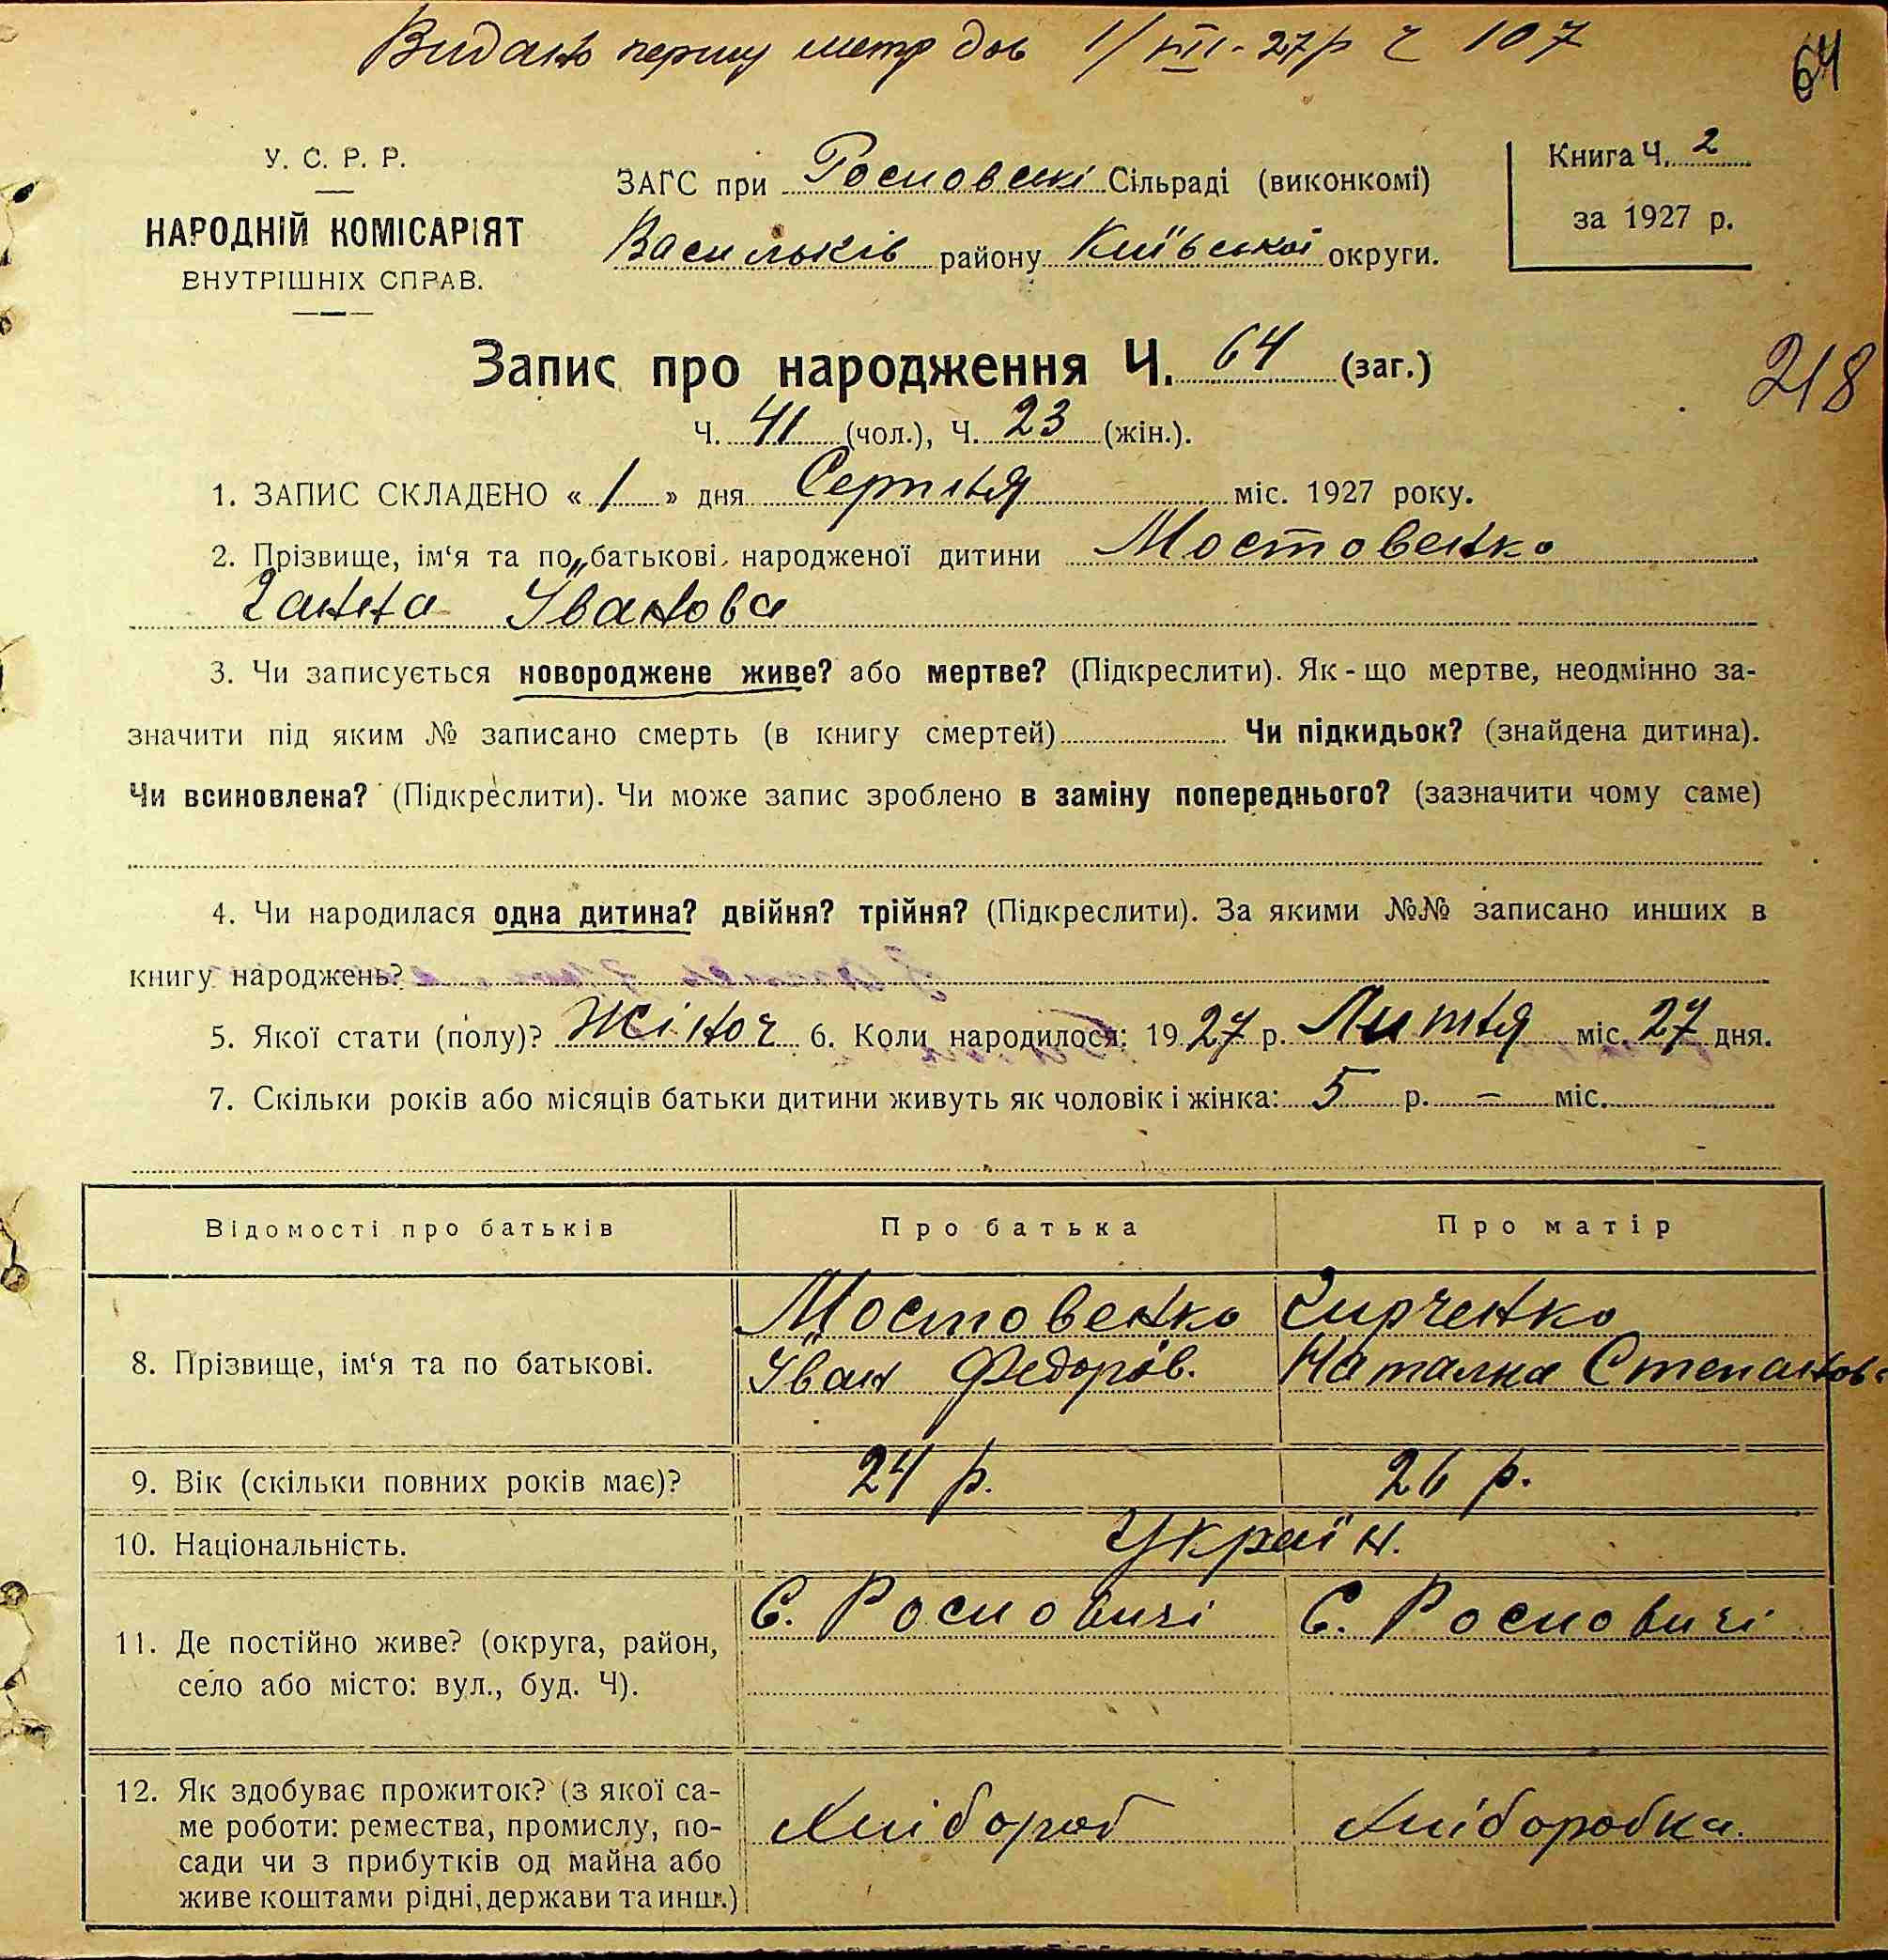 Видано першу метр дов 1/VIII-27р Ч 107
64
У. С. Р. Р.
НАРОДНІЙ КОМІСАРІЯТ
ВНУТРІШНІХ СПРАВ.
ЗАГС при Росновскі Сільраді (виконкомі)
Васильків району Київської округи.
Книга Ч. 2
за 1927 р.
Запис про народження Ч. 64 (заг.)
218
Ч. 41 (чол.), Ч. 23 (жін.).
1. ЗАПИС СКЛАДЕНО « 1 » дня Серпня міс. 1927 року.
2. Прізвище, ім‘я та по батькові народженої дитини Мостовенко
Ганна Іванова
3. Чи записується новороджене живе? або мертве? (Підкреслити). Як-що мертве, неодмінно за-
значити під яким № записано смерть (в книгу смертей) Чи підкидьок? (знайдена дитина).
Чи всиновлена? (Підкреслити). Чи може запис зроблено в заміну попереднього? (зазначити чому саме)
4. Чи народилася одна дитина? двійня? трійня? (Підкреслити). За якими №№ записано инших в
книгу народжень?
5. Якої стати (полу)? Жіноч 6. Коли народилося: 1927 р. Липня міс. 27 дня.
7. Скільки років або місяців батьки дитини живуть як чоловік і жінка: 5 р. — міс.
Відомості про батьків Про батька Про матір
8. Прізвище, ім‘я та по батькові.
Мостовенко
Іван Федорів.
Гирченко
Наталка Степанов
9. Вік (скільки повних років має)? 24 р. 26 р.
10. Національність. Україн.
11. Де постійно живе? (округа, район,
село або місто: вул., буд. Ч).
С. Росновичі
С. Росновичі
12. Як здобуває прожиток? (з якої са-
ме роботи: ремества, промислу, по-
сади чи з прибутків од майна або
живе коштами рідні, держави та инш.)
Хлібороб
Хліборобка.